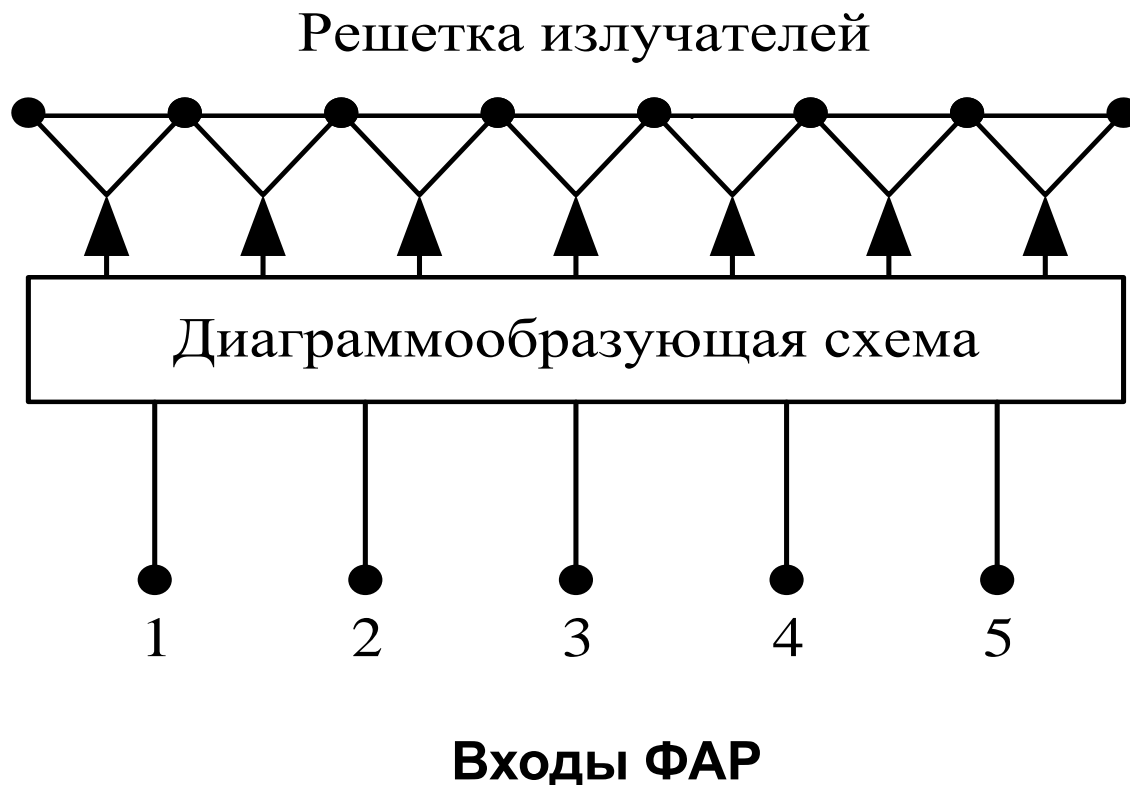 Решетка излучателей
Диаграммообразующая схема
1 2 3 4 5
Входы ФАР